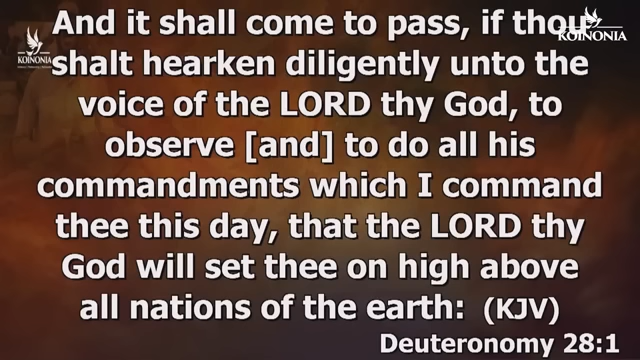 And it shall come to pass, if thou
KOINONIA
KOINONIA
shalt hearken diligently unto the
voice of the LORD thy God, to
observe [and] to do all his
commandments which I command
thee this day, that the LORD thy
God will set thee on high above
all nations of the earth: (KJV)
Deuteronomy 28:1